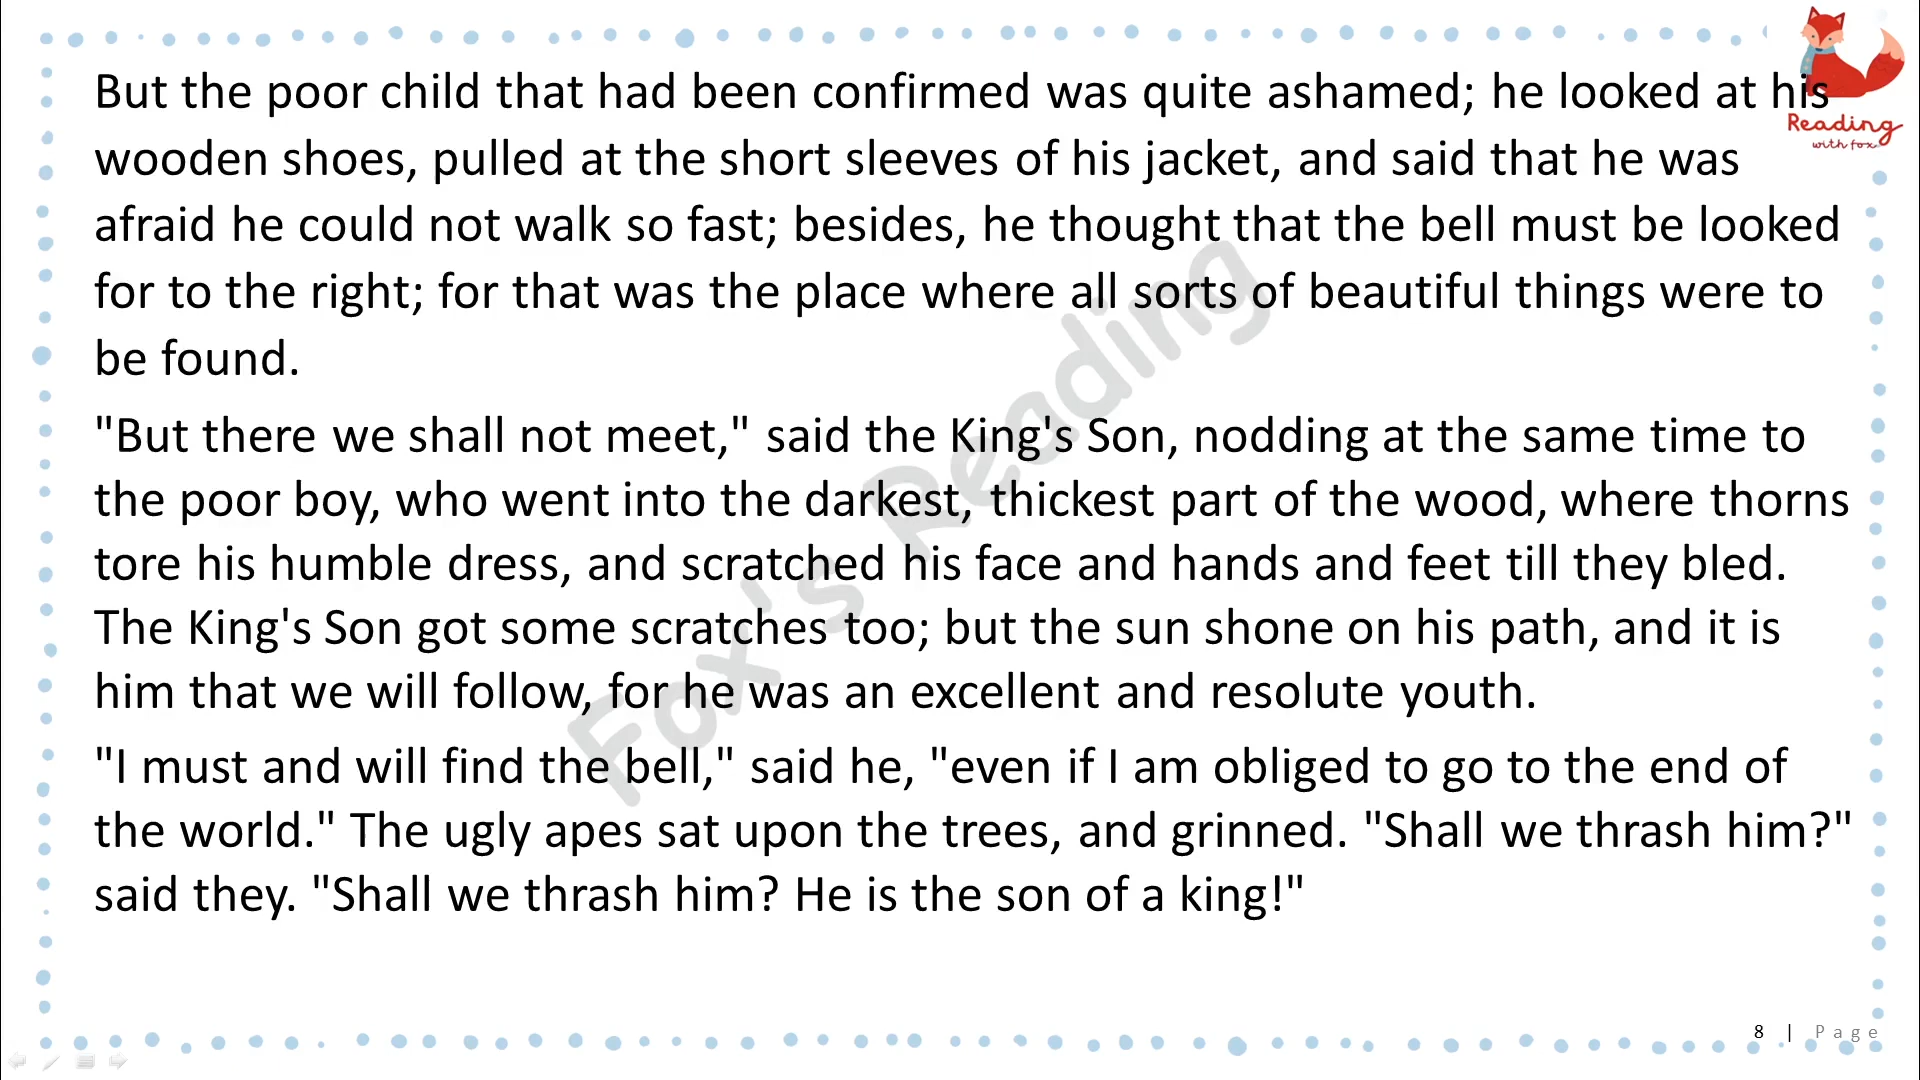 But the poor child that had been confirmed was quite ashamed; he looked at his
wooden shoes, pulled at the short sleeves of his jacket, and said that he was
afraid he could not walk so fast; besides, he thought that the bell must be looked
for to the right; for that was the place where all sorts of beautiful things were to
be found.
"But there we shall not meet," said the King's Son, nodding at the same time to
the poor boy, who went into the darkest, thickest part of the wood, where thorns
tore his humble dress, and scratched his face and hands and feet till they bled.
The King's Son got some scratches too; but the sun shone on his path, and it is
him that we will follow, for he was an excellent and resolute youth.
"I must and will find the bell," said he, "even if I am obliged to go to the end of
the world." The ugly apes sat upon the trees, and grinned. "Shall we thrash him?"
said they. "Shall we thrash him? He is the son of a king!"
Reading
with fox
Fox's Reading
8 | Page